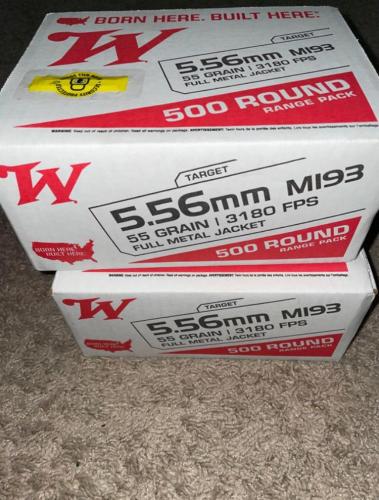 BORN HERE. BUILT HERE:
W
TARGET
5.56mm M193
55 GRAIN | 3180 FPS
FULL METAL JACKET
500 ROUND
RANGE PACK
W
TARGET
5.56mm M193
55 GRAIN | 3180 FPS
FULL METAL JACKET
BORN HERE
BUILT HERE
500 ROUND
RANGE PACK
W
TARGET
5.56mm M193
55 GRAIN | 3180 FPS
FULL METAL JACKET
500 ROUND
RANGE PACK